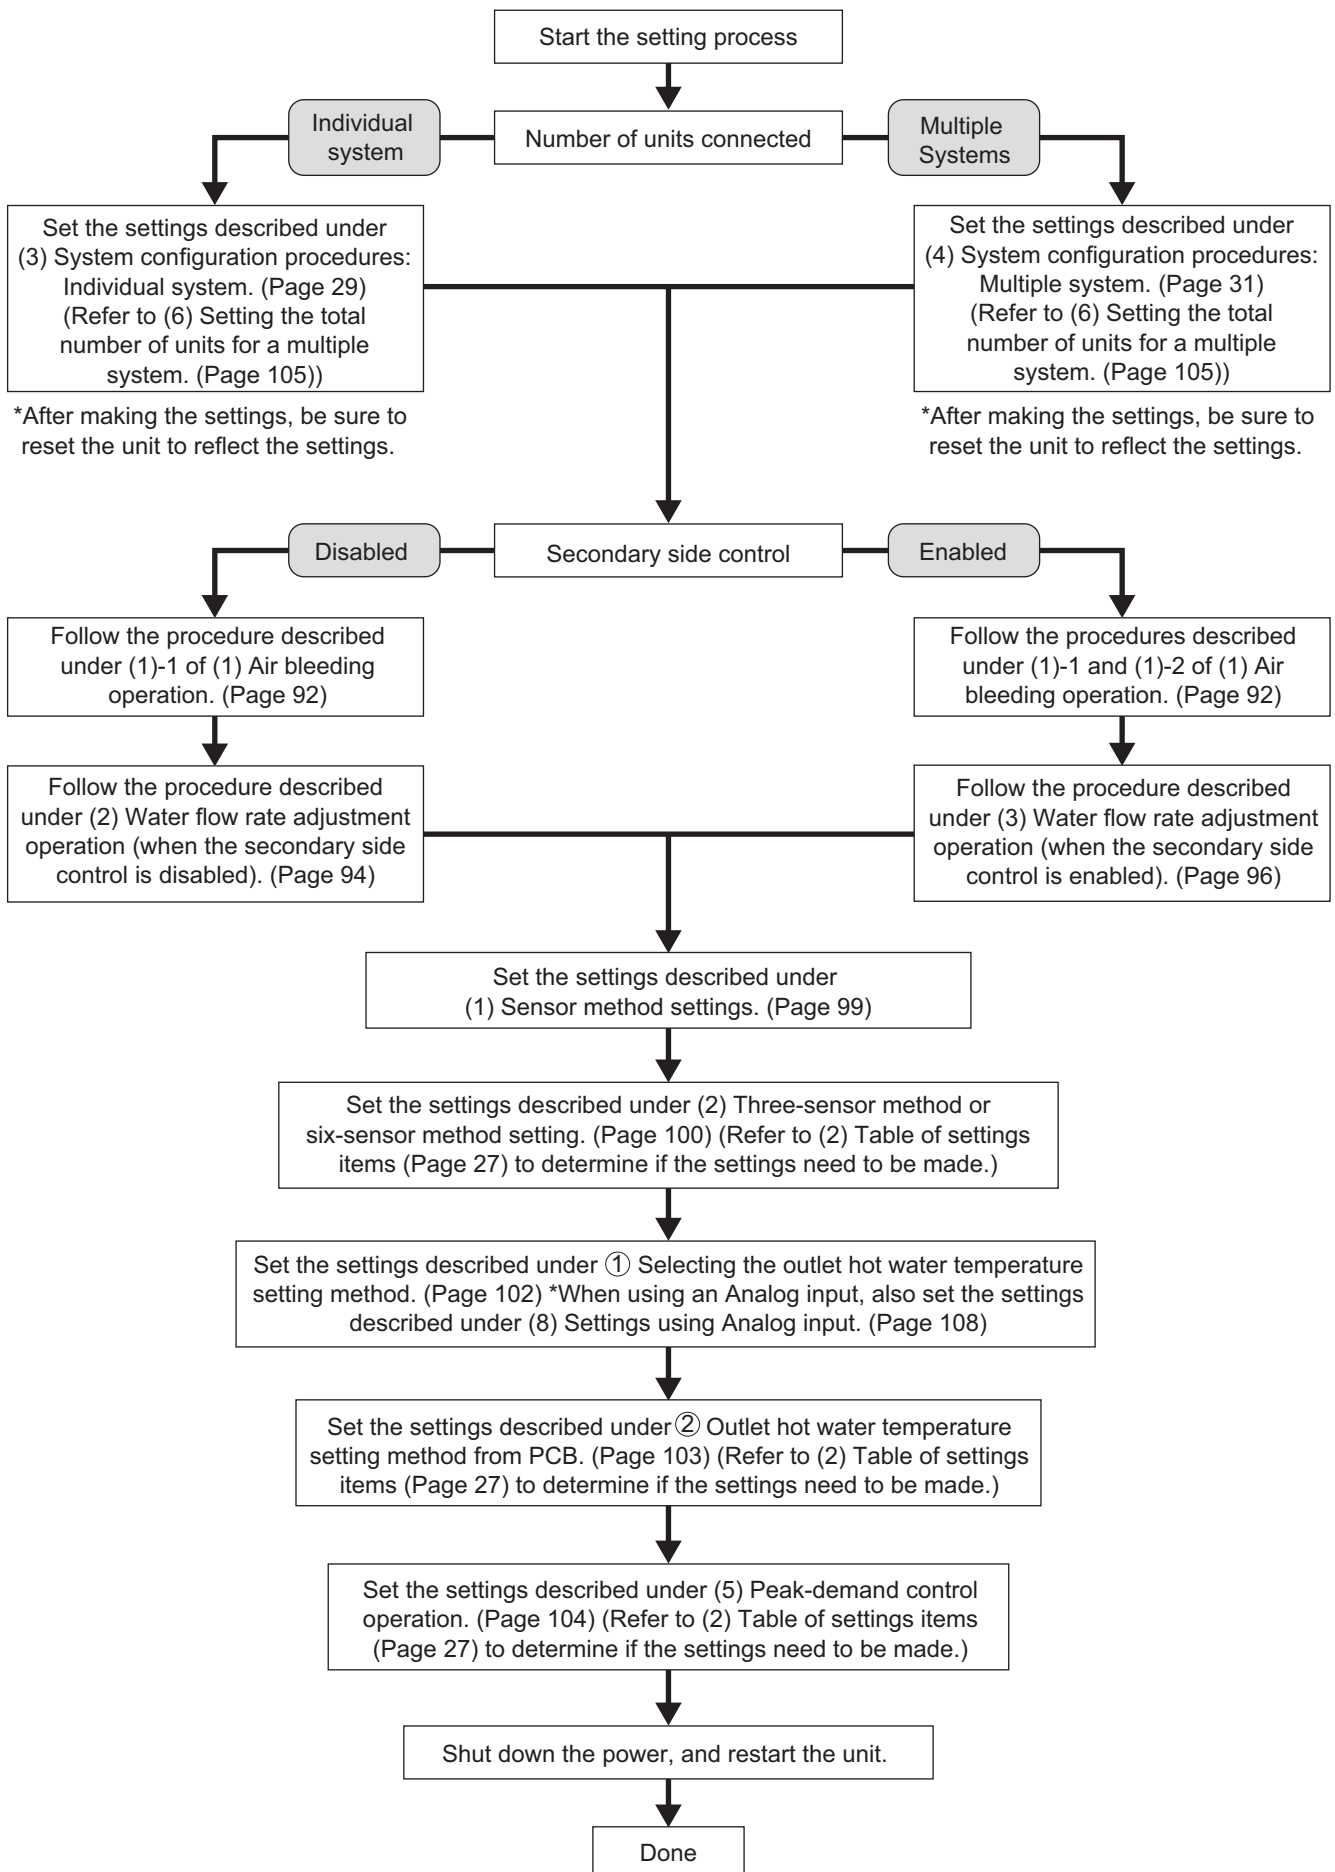 Start the setting process
Individual
system
Number of units connected
Multiple
Systems
Set the settings described under
(3) System configuration procedures:
Individual system. (Page 29)
(Refer to (6) Setting the total
number of units for a multiple
system. (Page 105))
*After making the settings, be sure to
reset the unit to reflect the settings.
Set the settings described under
(4) System configuration procedures:
Multiple system. (Page 31)
(Refer to (6) Setting the total
number of units for a multiple
system. (Page 105))
*After making the settings, be sure to
reset the unit to reflect the settings.
Disabled
Secondary side control
Enabled
Follow the procedure described
under (1)-1 of (1) Air bleeding
operation. (Page 92)
Follow the procedures described
under (1)-1 and (1)-2 of (1) Air
bleeding operation. (Page 92)
Follow the procedure described
under (2) Water flow rate adjustment
operation (when the secondary side
control is disabled). (Page 94)
Follow the procedure described
under (3) Water flow rate adjustment
operation (when the secondary side
control is enabled). (Page 96)
Set the settings described under
(1) Sensor method settings. (Page 99)
Set the settings described under (2) Three-sensor method or
six-sensor method setting. (Page 100) (Refer to (2) Table of settings
items (Page 27) to determine if the settings need to be made.)
Set the settings described under ① Selecting the outlet hot water temperature
setting method. (Page 102) *When using an Analog input, also set the settings
described under (8) Settings using Analog input. (Page 108)
Set the settings described under ② Outlet hot water temperature
setting method from PCB. (Page 103) (Refer to (2) Table of settings
items (Page 27) to determine if the settings need to be made.)
Set the settings described under (5) Peak-demand control
operation. (Page 104) (Refer to (2) Table of settings items
(Page 27) to determine if the settings need to be made.)
Shut down the power, and restart the unit.
Done